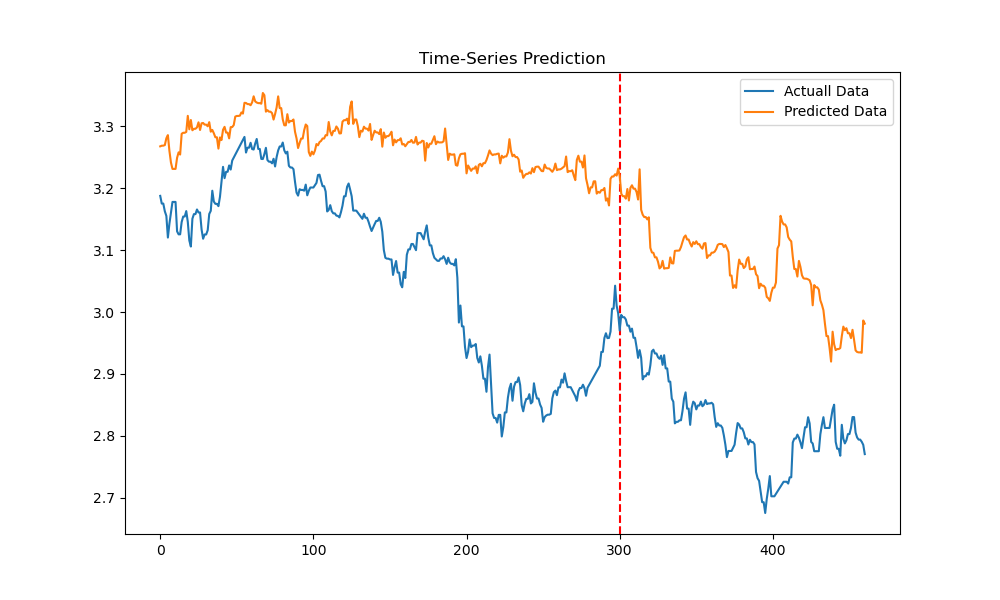 Time-Series Prediction
Actuall Data
Predicted Data
3.3
3.2
3.1
3.0
2.9
2.8
2.7
0 100 200 300 400